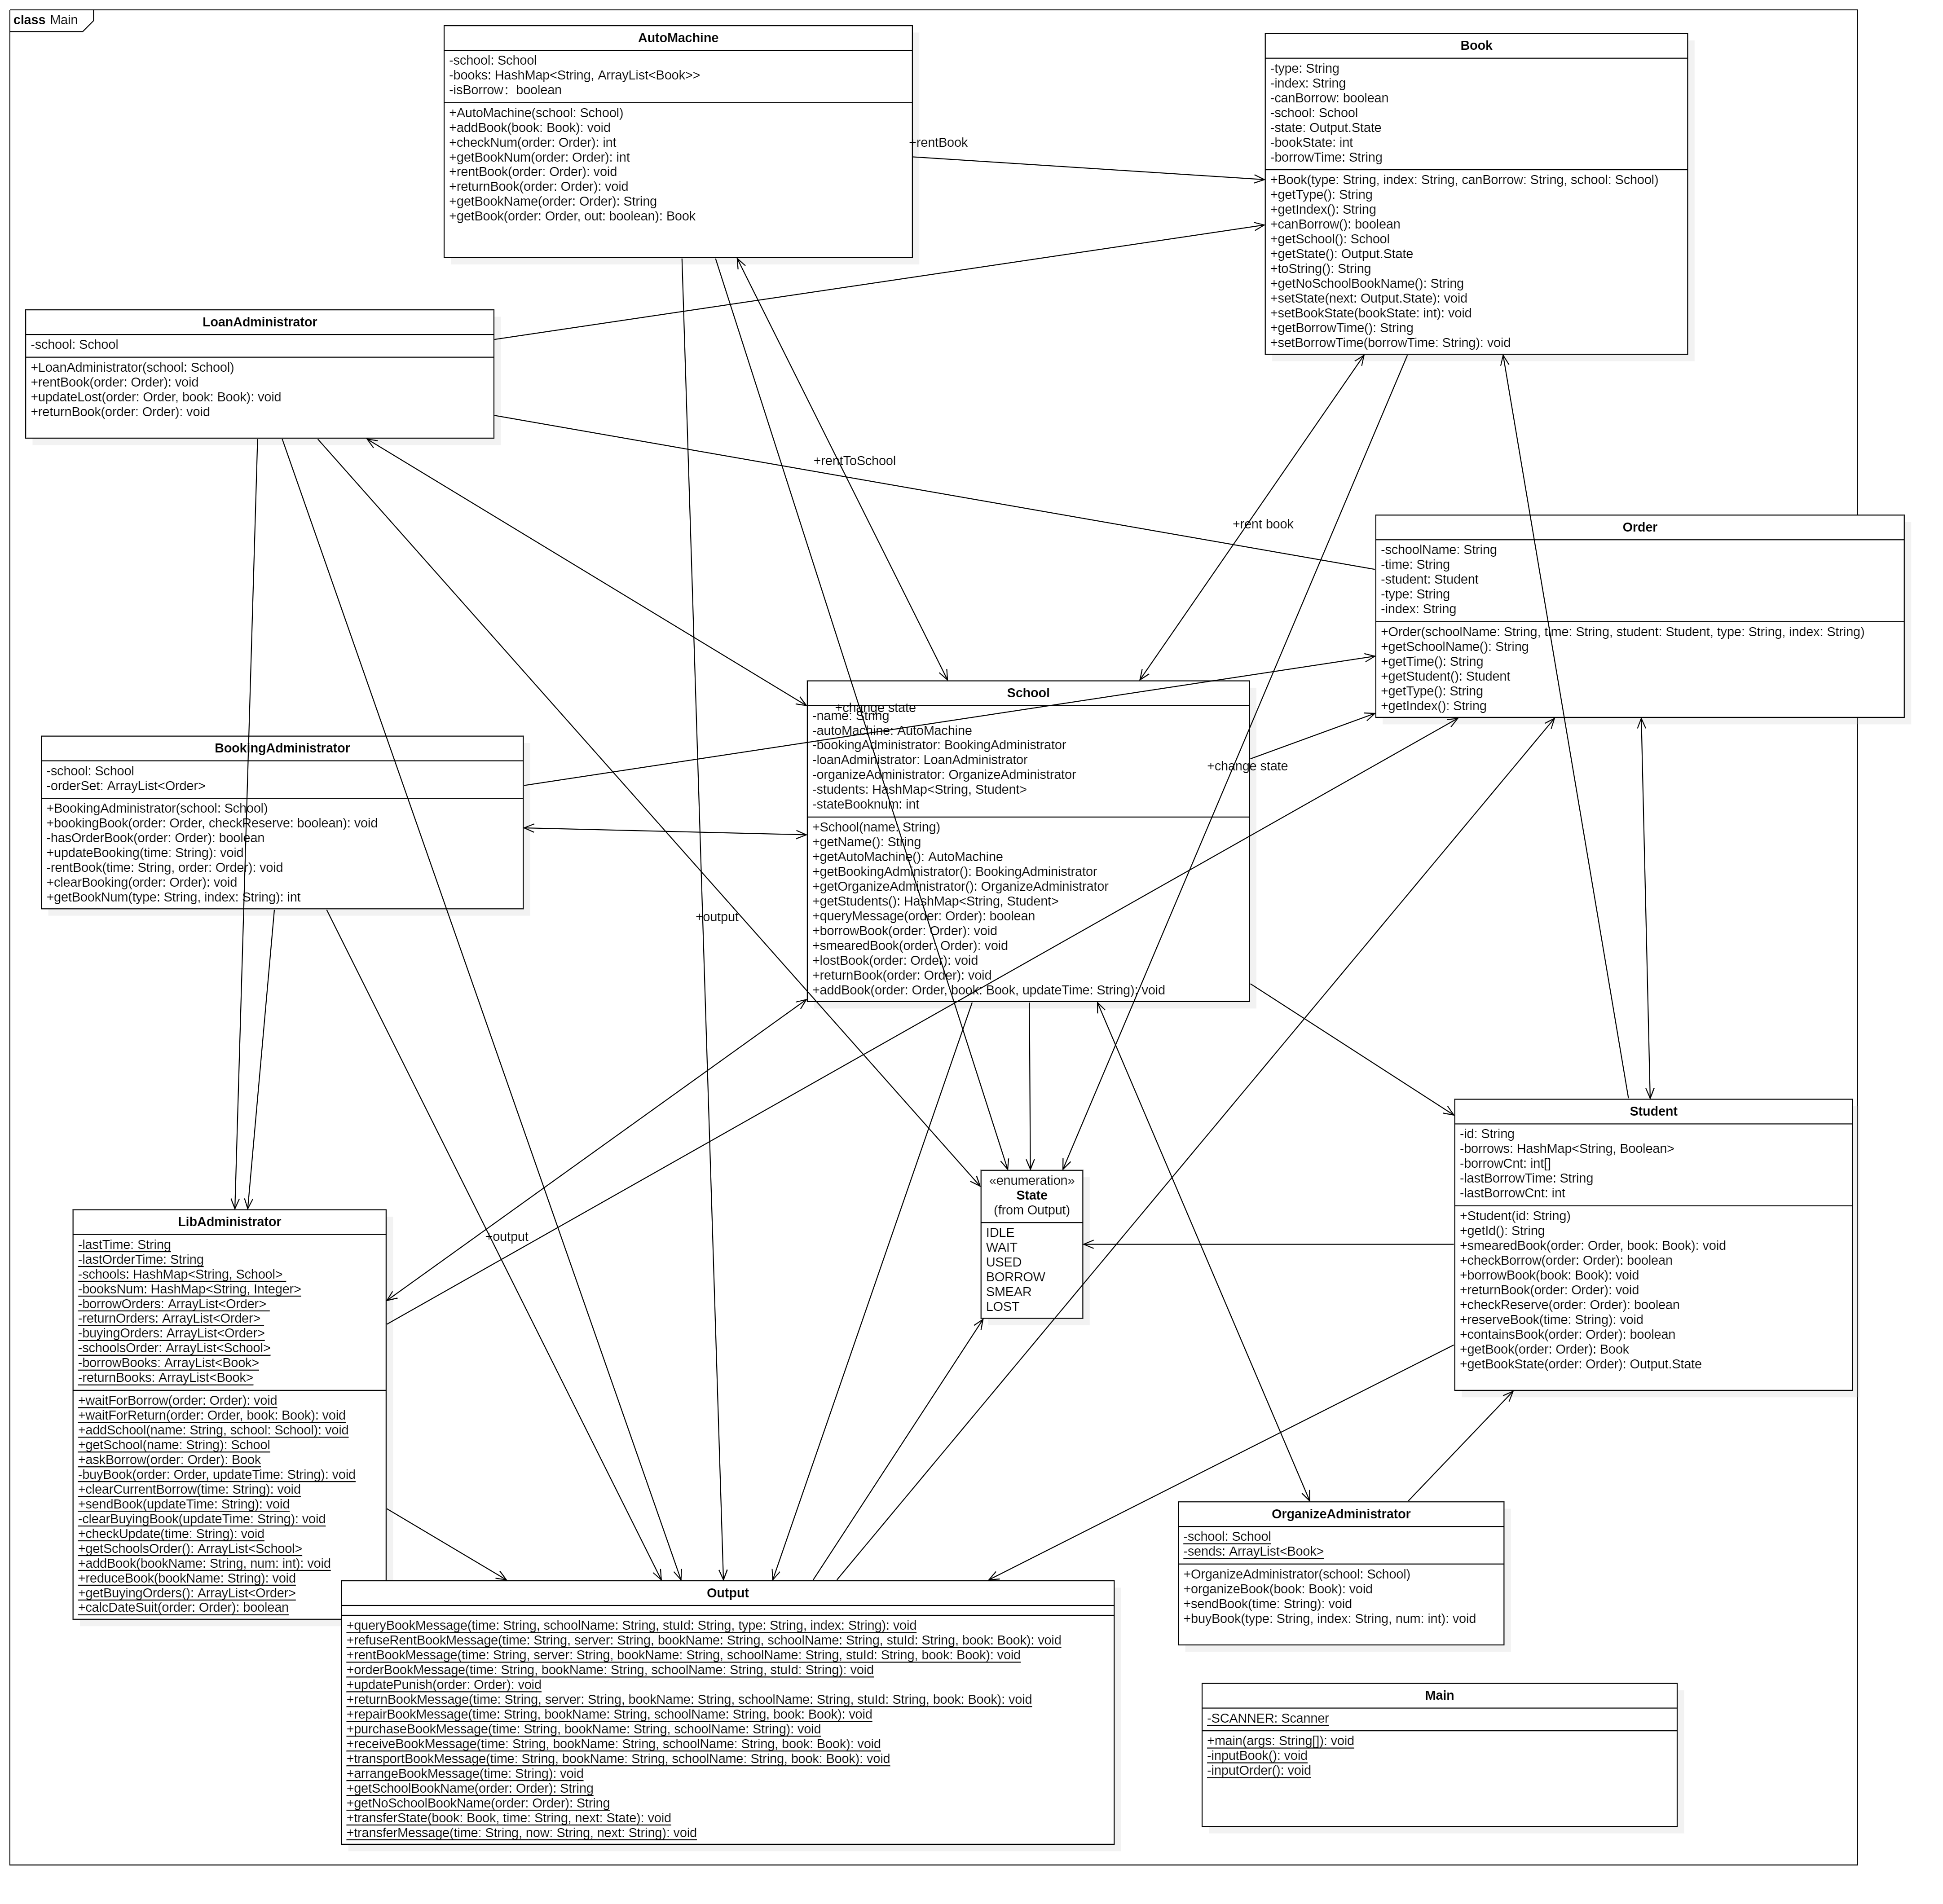 class Main
AutoMachine
-school: School
-books: HashMap<String, ArrayList<Book>>
-isBorrow： boolean
+AutoMachine(school: School)
+addBook(book: Book): void
+checkNum(order: Order): int
+getBookNum(order: Order): int
+rentBook(order: Order): void
+returnBook(order: Order): void
+getBookName(order: Order): String
+getBook(order: Order, out: boolean): Book
+rentBook
Book
-type: String
-index: String
-canBorrow: boolean
-school: School
-state: Output.State
-bookState: int
-borrowTime: String
+Book(type: String, index: String, canBorrow: String, school: School)
+getType(): String
+getIndex(): String
+canBorrow(): boolean
+getSchool(): School
+getState(): Output.State
+toString(): String
+getNoSchoolBookName(): String
+setState(next: Output.State): void
+setBookState(bookState: int): void
+getBorrowTime(): String
+setBorrowTime(borrowTime: String): void
LoanAdministrator
-school: School
+LoanAdministrator(school: School)
+rentBook(order: Order): void
+updateLost(order: Order, book: Book): void
+returnBook(order: Order): void
+rentToSchool
+rent book
Order
-schoolName: String
-time: String
-student: Student
-type: String
-index: String
+Order(schoolName: String, time: String, student: Student, type: String, index: String)
+getSchoolName(): String
+getTime(): String
+getStudent(): Student
+getType(): String
+getIndex(): String
School
+change state
-name: String
-autoMachine: AutoMachine
-bookingAdministrator: BookingAdministrator
-loanAdministrator: LoanAdministrator
-organizeAdministrator: OrganizeAdministrator
-students: HashMap<String, Student>
-stateBooknum: int
+School(name: String)
+getName(): String
+getAutoMachine(): AutoMachine
+getBookingAdministrator(): BookingAdministrator
+getOrganizeAdministrator(): OrganizeAdministrator
+getStudents(): HashMap<String, Student>
+queryMessage(order: Order): boolean
+borrowBook(order: Order): void
+smearedBook(order: Order): void
+lostBook(order: Order): void
+returnBook(order: Order): void
+addBook(order: Order, book: Book, updateTime: String): void
+change state
BookingAdministrator
-school: School
-orderSet: ArrayList<Order>
+BookingAdministrator(school: School)
+bookingBook(order: Order, checkReserve: boolean): void
-hasOrderBook(order: Order): boolean
+updateBooking(time: String): void
-rentBook(time: String, order: Order): void
+clearBooking(order: Order): void
+getBookNum(type: String, index: String): int
+output
Student
-id: String
-borrows: HashMap<String, Boolean>
-borrowCnt: int[]
-lastBorrowTime: String
-lastBorrowCnt: int
+Student(id: String)
+getId(): String
+smearedBook(order: Order, book: Book): void
+checkBorrow(order: Order): boolean
+borrowBook(book: Book): void
+returnBook(order: Order): void
+checkReserve(order: Order): boolean
+reserveBook(time: String): void
+containsBook(order: Order): boolean
+getBook(order: Order): Book
+getBookState(order: Order): Output.State
«enumeration»
State
(from Output)
IDLE
WAIT
USED
BORROW
SMEAR
LOST
LibAdministrator
-lastTime: String
-lastOrderTime: String
-schools: HashMap<String, School>
-booksNum: HashMap<String, Integer>
-borrowOrders: ArrayList<Order>
-returnOrders: ArrayList<Order>
-buyingOrders: ArrayList<Order>
-schoolsOrder: ArrayList<School>
-borrowBooks: ArrayList<Book>
-returnBooks: ArrayList<Book>
+waitForBorrow(order: Order): void
+waitForReturn(order: Order, book: Book): void
+addSchool(name: String, school: School): void
+getSchool(name: String): School
+askBorrow(order: Order): Book
-buyBook(order: Order, updateTime: String): void
+clearCurrentBorrow(time: String): void
+sendBook(updateTime: String): void
-clearBuyingBook(updateTime: String): void
+checkUpdate(time: String): void
+getSchoolsOrder(): ArrayList<School>
+addBook(bookName: String, num: int): void
+reduceBook(bookName: String): void
+getBuyingOrders(): ArrayList<Order>
+calcDateSuit(order: Order): boolean
+output
OrganizeAdministrator
-school: School
-sends: ArrayList<Book>
+OrganizeAdministrator(school: School)
+organizeBook(book: Book): void
+sendBook(time: String): void
+buyBook(type: String, index: String, num: int): void
Output
+queryBookMessage(time: String, schoolName: String, stuId: String, type: String, index: String): void
+refuseRentBookMessage(time: String, server: String, bookName: String, schoolName: String, stuId: String, book: Book): void
+rentBookMessage(time: String, server: String, bookName: String, schoolName: String, stuId: String, book: Book): void
+orderBookMessage(time: String, bookName: String, schoolName: String, stuId: String): void
+updatePunish(order: Order): void
+returnBookMessage(time: String, server: String, bookName: String, schoolName: String, stuId: String, book: Book): void
+repairBookMessage(time: String, bookName: String, schoolName: String, book: Book): void
+purchaseBookMessage(time: String, bookName: String, schoolName: String): void
+receiveBookMessage(time: String, bookName: String, schoolName: String, book: Book): void
+transportBookMessage(time: String, bookName: String, schoolName: String, book: Book): void
+arrangeBookMessage(time: String): void
+getSchoolBookName(order: Order): String
+getNoSchoolBookName(order: Order): String
+transferState(book: Book, time: String, next: State): void
+transferMessage(time: String, now: String, next: String): void
Main
-SCANNER: Scanner
+main(args: String[]): void
-inputBook(): void
-inputOrder(): void